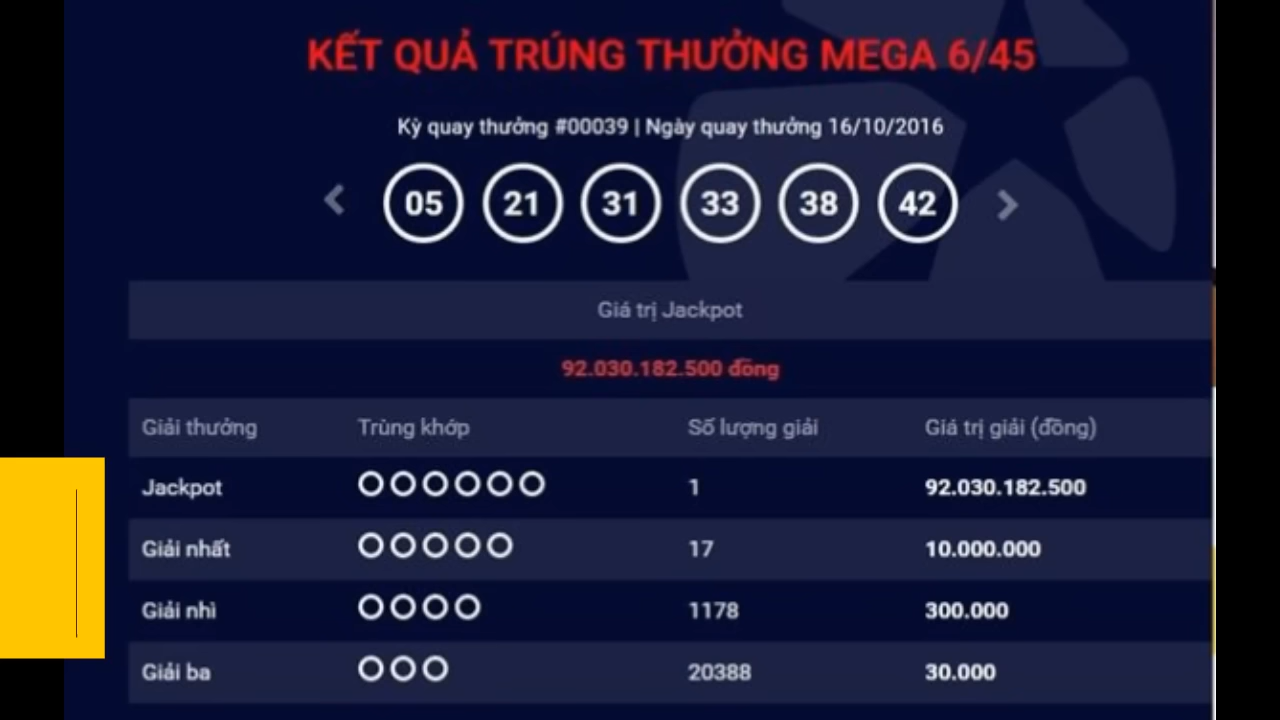 KẾT QUẢ TRÚNG THƯỞNG MEGA 6/45
Kỳ quay thưởng #00039 | Ngày quay thưởng 16/10/2016
05 21 31 33 38 42
Giá trị Jackpot
92.030.182.500 đồng
Giải thưởng Trùng khớp Số lượng giải Giá trị giải (đồng)
Jackpot 1 92.030.182.500
Giải nhất 17 10.000.000
Giải nhì 1178 300.000
Giải ba 20388 30.000